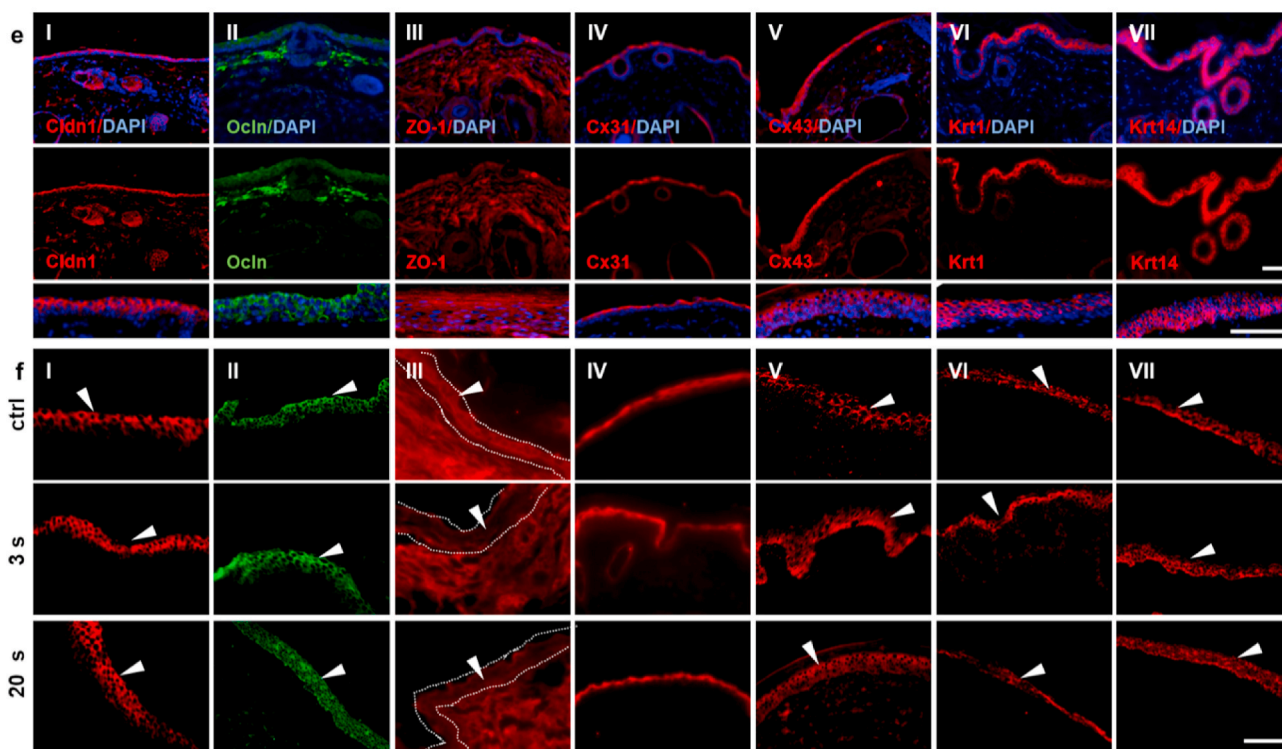 e I II III IV V VI VII
Cldn1/DAPI Ocln/DAPI ZO-1/DAPI Cx31/DAPI Cx43/DAPI Krt1/DAPI Krt14/DAPI
Cldn1 Ocln ZO-1 Cx31 Cx43 Krt1 Krt14
f I II III IV V VI VII
ctrl
3 s
20 s